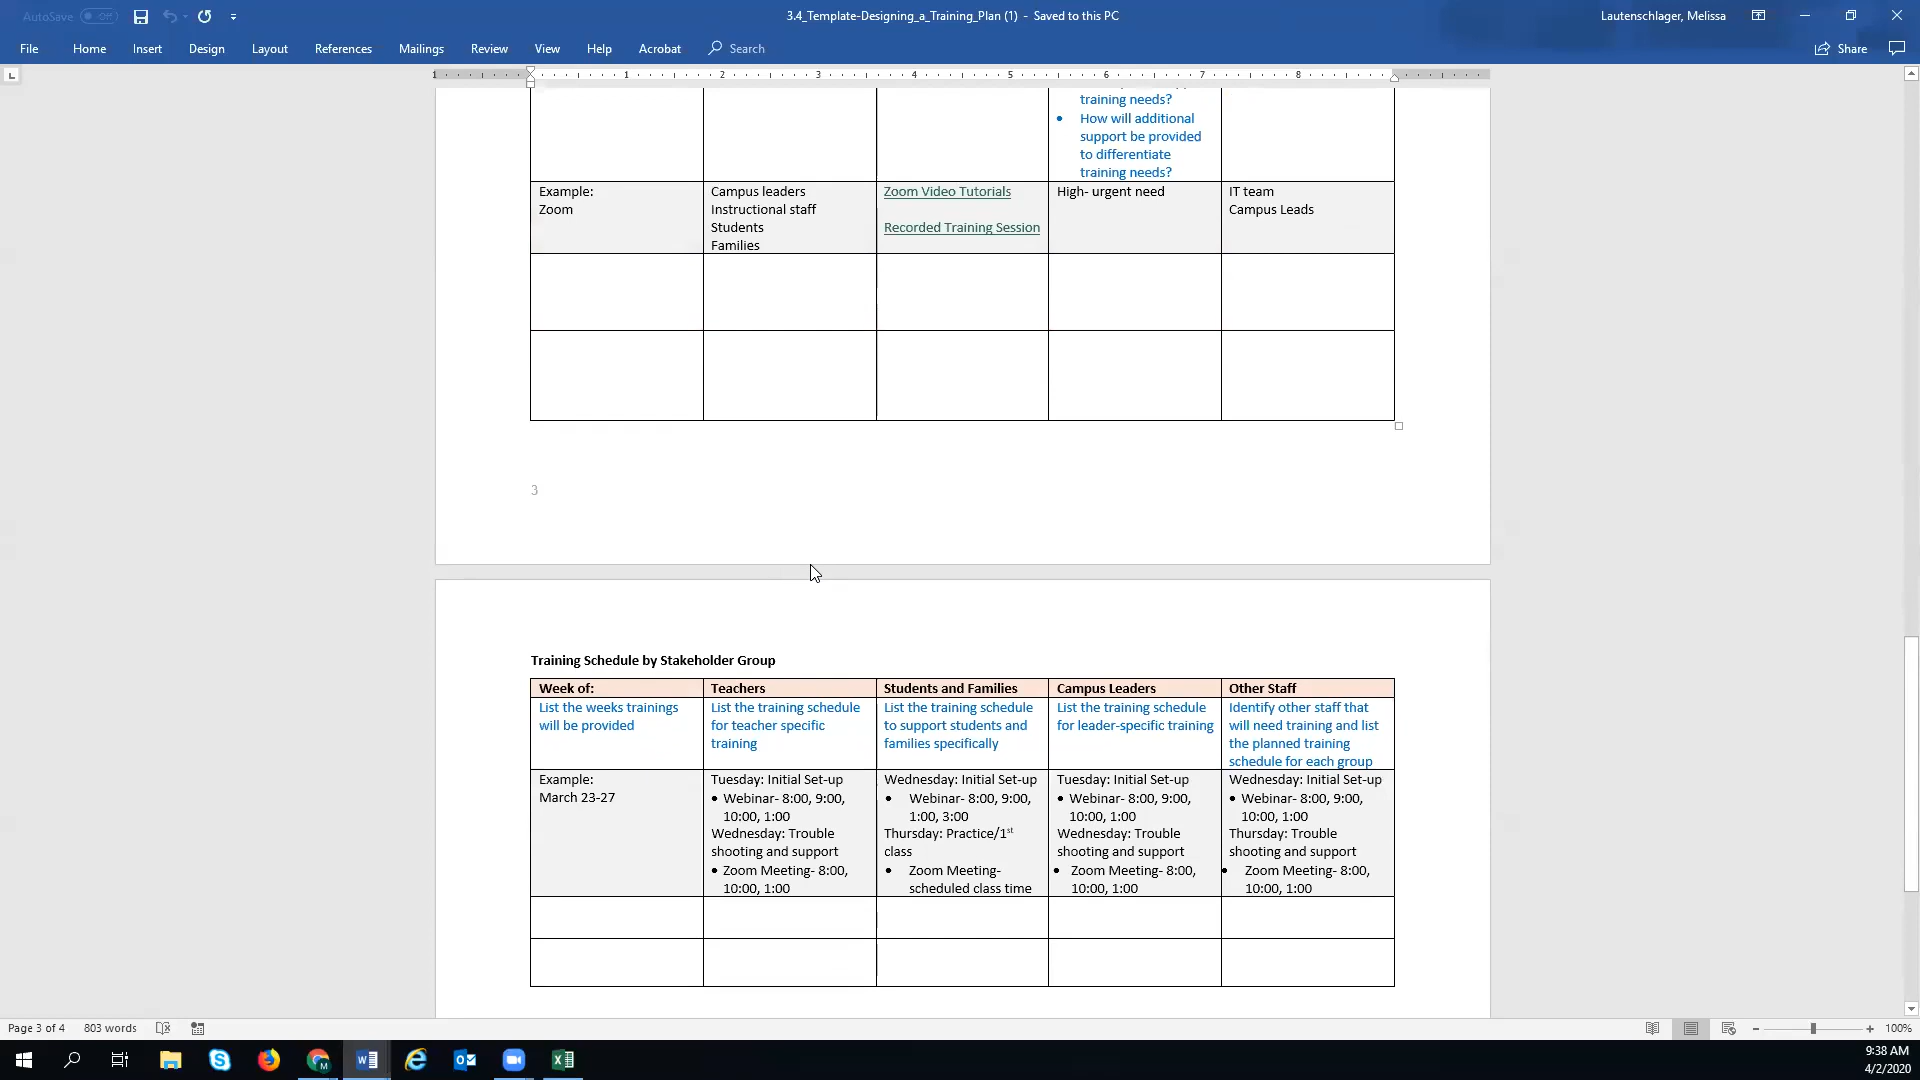 AutoSave Off
3.4_Template-Designing_a_Training_Plan (1) - Saved to this PC
Lautenschlager, Melissa
File Home Insert Design Layout References Mailings Review View Help Acrobat Search
Share
1 1 2 3 4 5 6 7 8
training needs?
• How will additional
support be provided
to differentiate
training needs?
Example:
Zoom
Campus leaders
Instructional staff
Students
Families
Zoom Video Tutorials
Recorded Training Session
High- urgent need
IT team
Campus Leads
3
Training Schedule by Stakeholder Group
Week of:
Teachers
Students and Families
Campus Leaders
Other Staff
List the weeks trainings
will be provided
List the training schedule
for teacher specific
training
List the training schedule
to support students and
families specifically
List the training schedule
for leader-specific training
Identify other staff that
will need training and list
the planned training
schedule for each group
Example:
March 23-27
Tuesday: Initial Set-up
• Webinar- 8:00, 9:00,
10:00, 1:00
Wednesday: Trouble
shooting and support
• Zoom Meeting- 8:00,
10:00, 1:00
Wednesday: Initial Set-up
• Webinar- 8:00, 9:00,
1:00, 3:00
Thursday: Practice/1st
class
• Zoom Meeting-
scheduled class time
Tuesday: Initial Set-up
• Webinar- 8:00, 9:00,
10:00, 1:00
Wednesday: Trouble
shooting and support
• Zoom Meeting- 8:00,
10:00, 1:00
Wednesday: Initial Set-up
• Webinar- 8:00, 9:00,
10:00, 1:00
Thursday: Trouble
shooting and support
• Zoom Meeting- 8:00,
10:00, 1:00
Page 3 of 4 803 words
100%
9:38 AM
4/2/2020